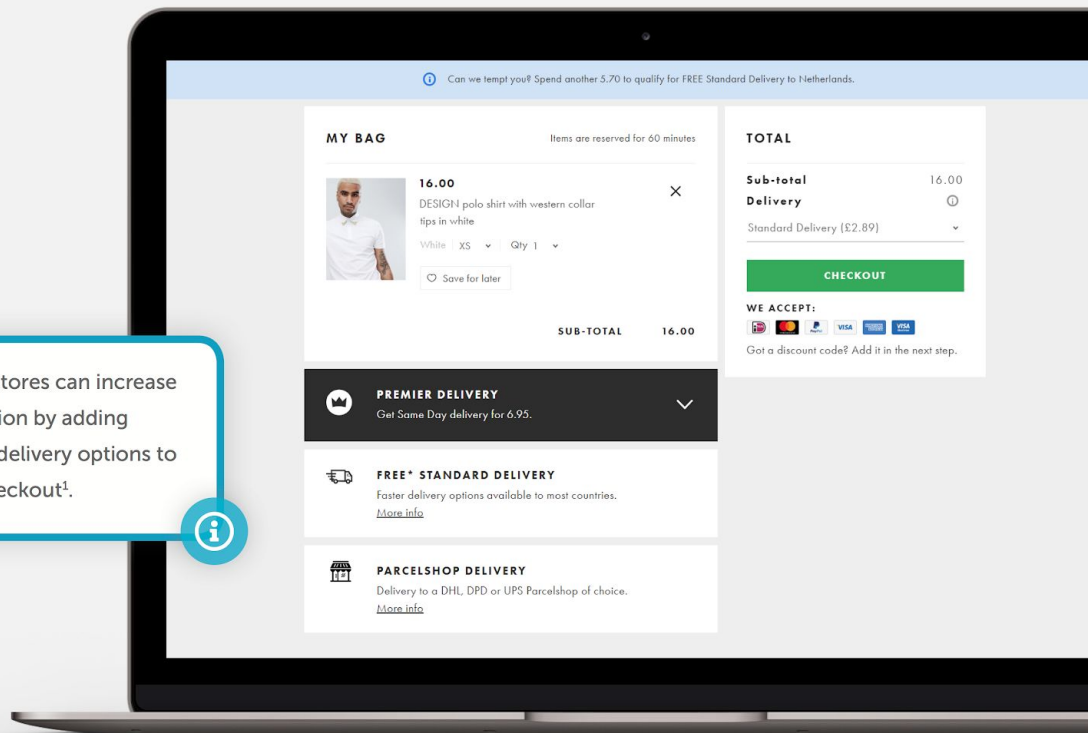 Can we tempt you? Spend another 5.70 to qualify for FREE Standard Delivery to Netherlands.
MY BAG
Items are reserved for 60 minutes
16.00
DESIGN polo shirt with western collar
tips in white
White XS Qty 1
Save for later
SUB-TOTAL 16.00
PREMIER DELIVERY
Get Same Day delivery for 6.95.
FREE* STANDARD DELIVERY
Faster delivery options available to most countries.
More info
PARCELSHOP DELIVERY
Delivery to a DHL, DPD or UPS Parcelshop of choice.
More info
TOTAL
Sub-total 16.00
Delivery
Standard Delivery (£2.89)
CHECKOUT
WE ACCEPT:
PayPal VISA VISA
Got a discount code? Add it in the next step.
tores can increase
ion by adding
delivery options to
eckout¹.